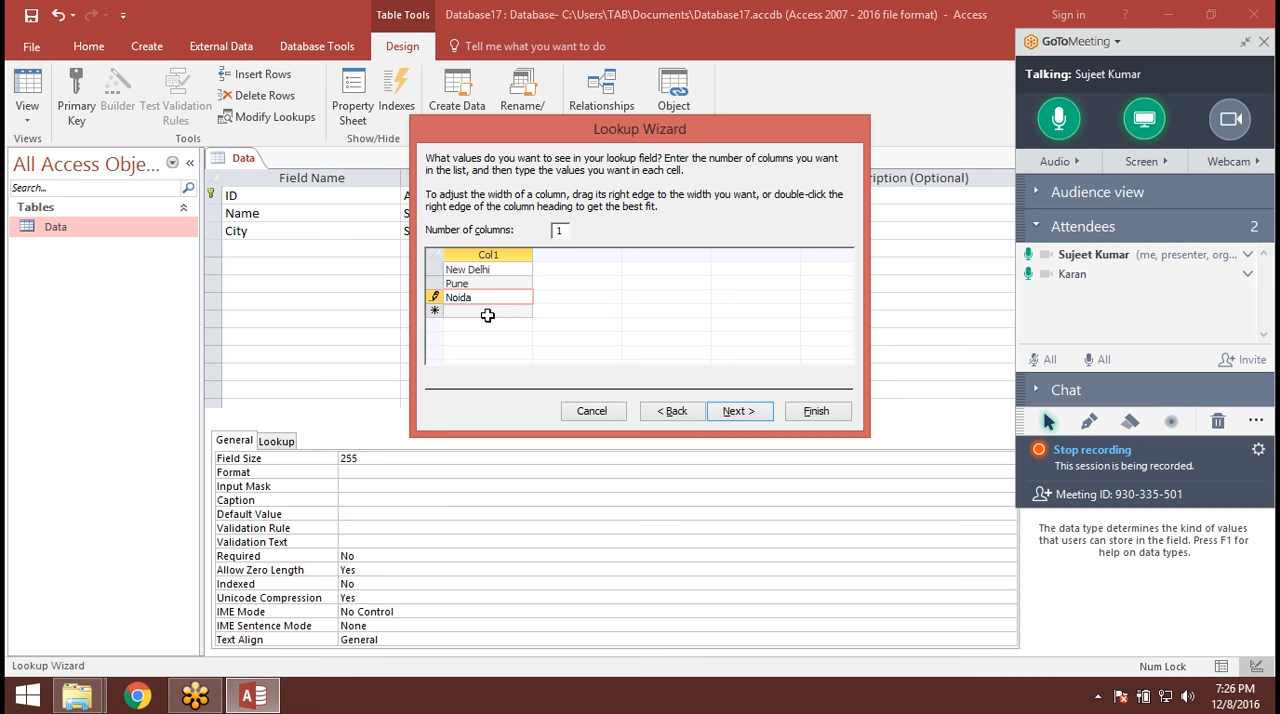 Table Tools
Database17 : Database- C:\Users\TAB\Documents\Database17.accdb (Access 2007 - 2016 file format) - Access
Sign in
?
File
Home
Create
External Data
Database Tools
Design
Tell me what you want to do
View
Primary Key
Builder
Test Validation Rules
Insert Rows
Delete Rows
Modify Lookups
Property Sheet
Indexes
Create Data
Rename/
Relationships
Object
Views
Tools
Show/Hide
All Access Obje...
Search...
Tables
Data
Data
Field Name
ription (Optional)
ID
A
Name
S
City
S
Lookup Wizard
What values do you want to see in your lookup field? Enter the number of columns you want
in the list, and then type the values you want in each cell.
To adjust the width of a column, drag its right edge to the width you want, or double-click the
right edge of the column heading to get the best fit.
Number of columns:
1
Col1
New Delhi
Pune
Noida
Cancel
< Back
Next >
Finish
General
Lookup
Field Size 255
Format
Input Mask
Caption
Default Value
Validation Rule
Validation Text
Required No
Allow Zero Length Yes
Indexed No
Unicode Compression Yes
IME Mode No Control
IME Sentence Mode None
Text Align General
GoToMeeting
Talking: Sujeet Kumar
Audio
Screen
Webcam
Audience view
Attendees 2
Sujeet Kumar (me, presenter, org...
Karan
All
All
Invite
Chat
Stop recording
This session is being recorded.
Meeting ID: 930-335-501
The data type determines the kind of values
that users can store in the field. Press F1 for
help on data types.
Lookup Wizard
Num Lock
7:26 PM
12/8/2016